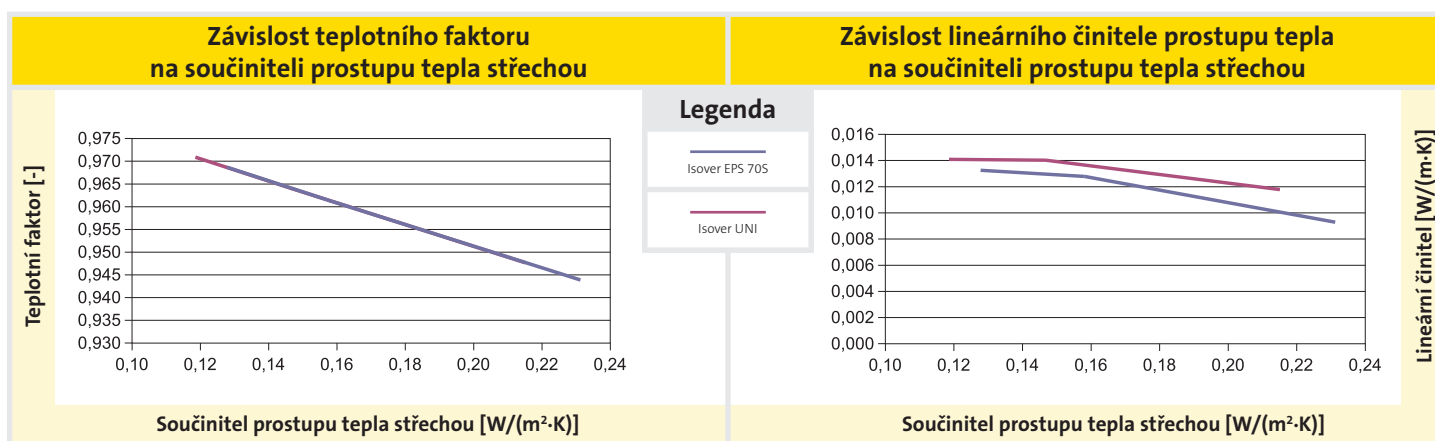 Závislost teplotního faktoru
na součiniteli prostupu tepla střechou
Závislost lineárního činitele prostupu tepla
na součiniteli prostupu tepla střechou
Teplotní faktor [-]
0,975
0,970
0,965
0,960
0,955
0,950
0,945
0,940
0,935
0,930
0,10 0,12 0,14 0,16 0,18 0,20 0,22 0,24
Součinitel prostupu tepla střechou [W/(m²·K)]
Legenda
Isover EPS 70S
Isover UNI
0,016
0,014
0,012
0,010
0,008
0,006
0,004
0,002
0,000
0,10 0,12 0,14 0,16 0,18 0,20 0,22 0,24
Součinitel prostupu tepla střechou [W/(m²·K)]
Lineární činitel [W/(m·K)]